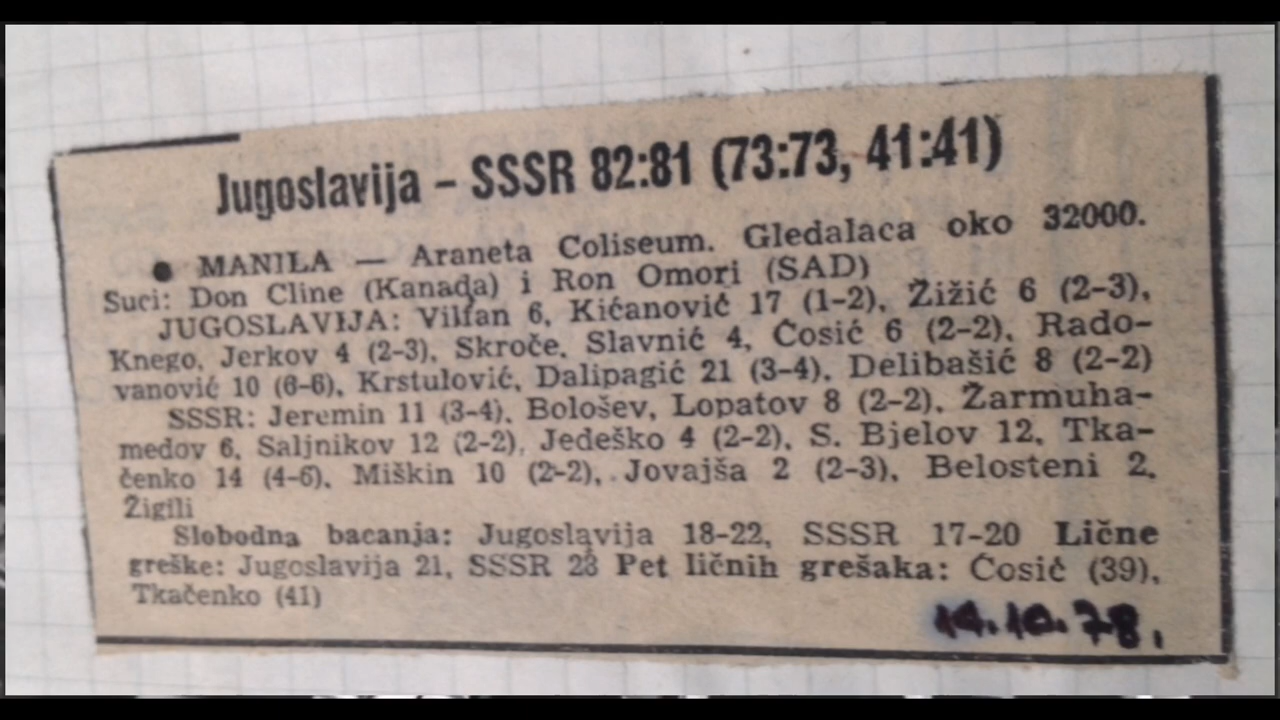 Jugoslavija – SSSR 82:81 (73:73, 41:41)
● MANILA — Araneta Coliseum. Gledalaca oko 32000.
Suci: Don Cline (Kanada) i Ron Omori (SAD)
JUGOSLAVIJA: Vilfan 6, Kićanović 17 (1–2), Žižić 6 (2–3),
Knego, Jerkov 4 (2–3), Skroče, Slavnić 4, Ćosić 6 (2–2), Rado-
vanović 10 (6–6), Krstulović, Dalipagić 21 (3–4), Delibašić 8 (2–2)
SSSR: Jeremin 11 (3–4), Bološev, Lopatov 8 (2–2), Žarmuha-
medov 6, Saljnikov 12 (2–2), Jedeško 4 (2–2), S. Bjelov 12, Tka-
čenko 14 (4–6), Miškin 10 (2–2), Jovajša 2 (2–3), Belosteni 2,
Žigili
Slobodna bacanja: Jugoslavija 18-22, SSSR 17-20 Lične
greške: Jugoslavija 21, SSSR 28 Pet ličnih grešaka: Ćosić (39),
Tkačenko (41)
14.10.78.